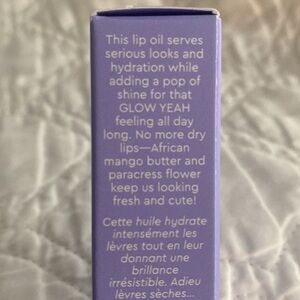 This lip oil serves
serious looks and
hydration while
adding a pop of
shine for that
GLOW YEAH
feeling all day
long. No more dry
lips—African
mango butter and
paracress flower
keep us looking
fresh and cute!
Cette huile hydrate
intensément les
lèvres tout en leur
donnant une
brillance
irrésistible. Adieu
lèvres sèches...